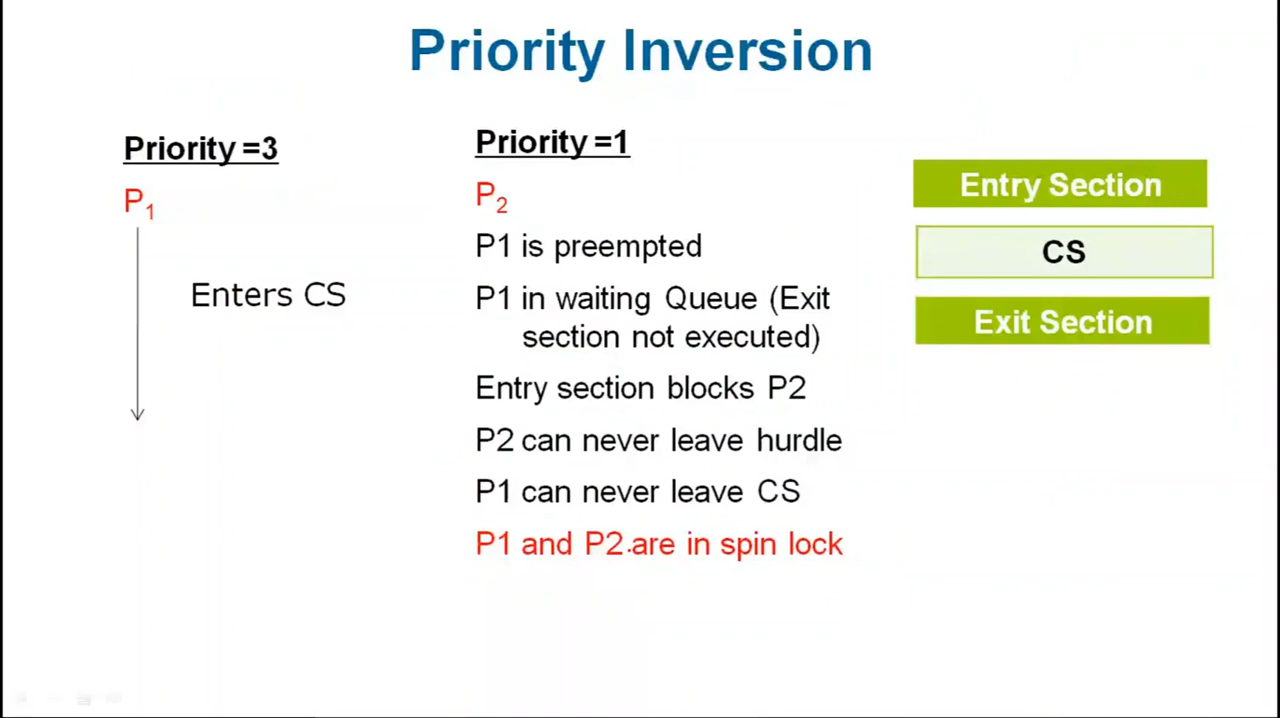 Priority Inversion
Priority =3
P1
Enters CS
Priority =1
P2
P1 is preempted
P1 in waiting Queue (Exit
section not executed)
Entry section blocks P2
P2 can never leave hurdle
P1 can never leave CS
P1 and P2 are in spin lock
Entry Section
CS
Exit Section